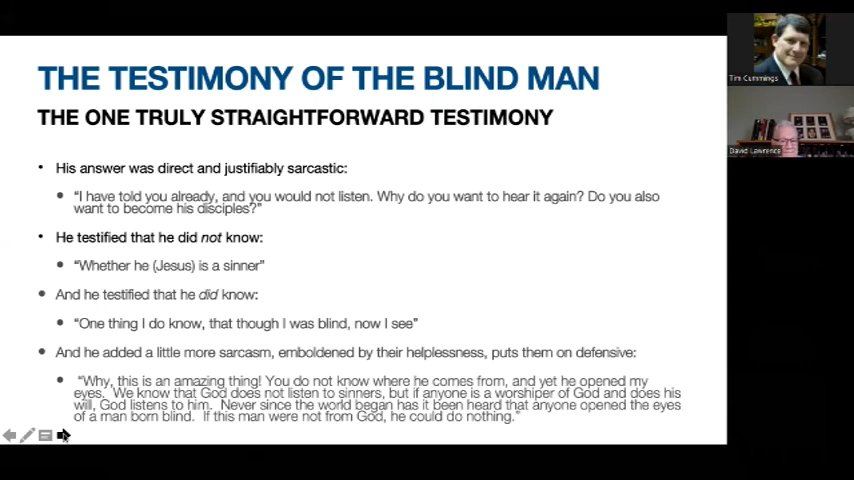 THE TESTIMONY OF THE BLIND MAN
THE ONE TRULY STRAIGHTFORWARD TESTIMONY
• His answer was direct and justifiably sarcastic:
• “I have told you already, and you would not listen. Why do you want to hear it again? Do you also
want to become his disciples?”
• He testified that he did not know:
• “Whether he (Jesus) is a sinner”
• And he testified that he did know:
• “One thing I do know, that though I was blind, now I see”
• And he added a little more sarcasm, emboldened by their helplessness, puts them on defensive:
• “Why, this is an amazing thing! You do not know where he comes from, and yet he opened my
eyes. We know that God does not listen to sinners, but if anyone is a worshiper of God and does his
will, God listens to him. Never since the world began has it been heard that anyone opened the eyes
of a man born blind. If this man were not from God, he could do nothing.”
Tim Cummings
David Lawrence